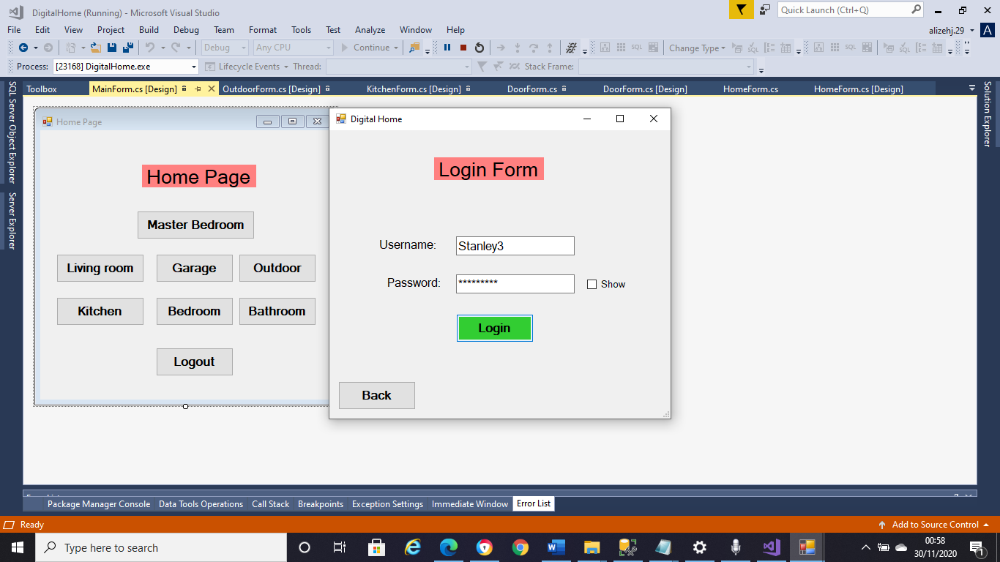 DigitalHome (Running) - Microsoft Visual Studio
Quick Launch (Ctrl+Q)
File Edit View Project Build Debug Team Format Tools Test Analyze Window Help
alizehj.29 A
Debug Any CPU Continue SQL Change Type SQL SQL SQL
Process: [23168] DigitalHome.exe Lifecycle Events Thread: Stack Frame:
Toolbox MainForm.cs [Design] OutdoorForm.cs [Design] KitchenForm.cs [Design] DoorForm.cs DoorForm.cs [Design] HomeForm.cs HomeForm.cs [Design]
SQL Server Object Explorer
Server Explorer
Solution Explorer
Home Page
Home Page
Master Bedroom
Living room Garage Outdoor
Kitchen Bedroom Bathroom
Logout
Digital Home
Login Form
Username: Stanley3
Password: ********* Show
Login
Back
Package Manager Console Data Tools Operations Call Stack Breakpoints Exception Settings Immediate Window Error List
Ready Add to Source Control
Type here to search
00:58
30/11/2020
1